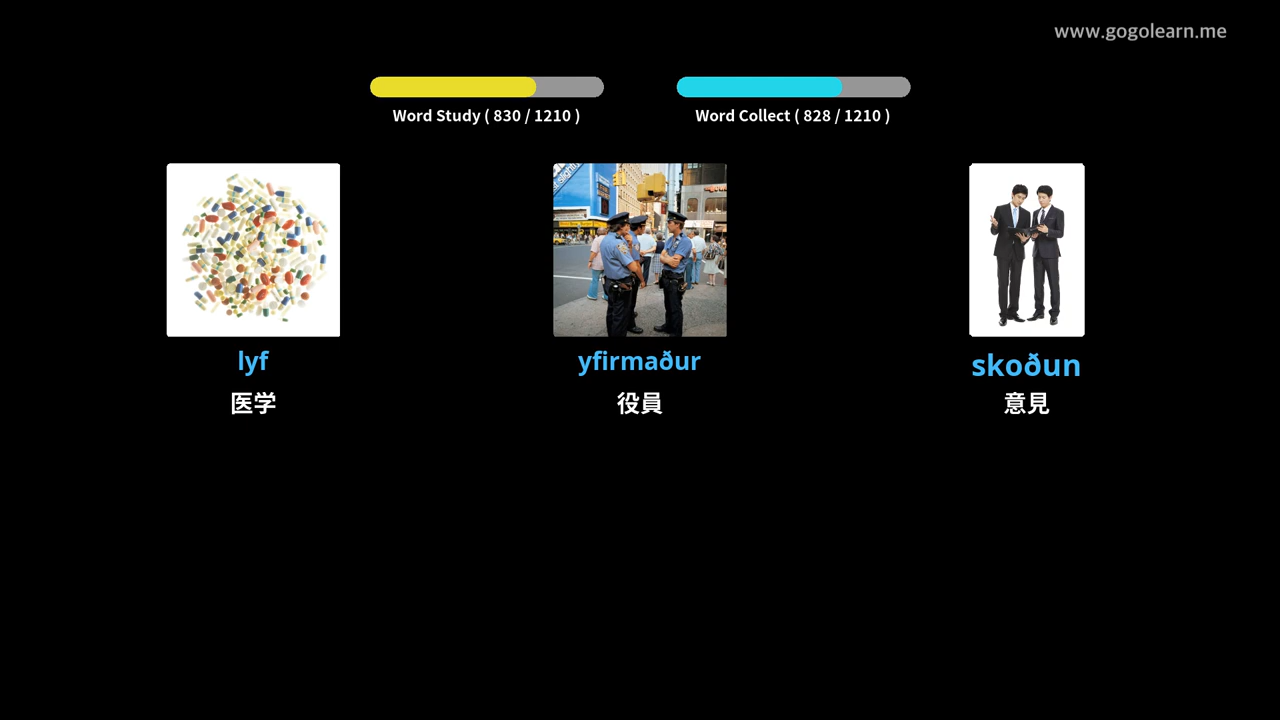 www.gogolearn.me
Word Study ( 830 / 1210 )
Word Collect ( 828 / 1210 )
lyf
yfirmaður
skoðun
医学
役員
意見